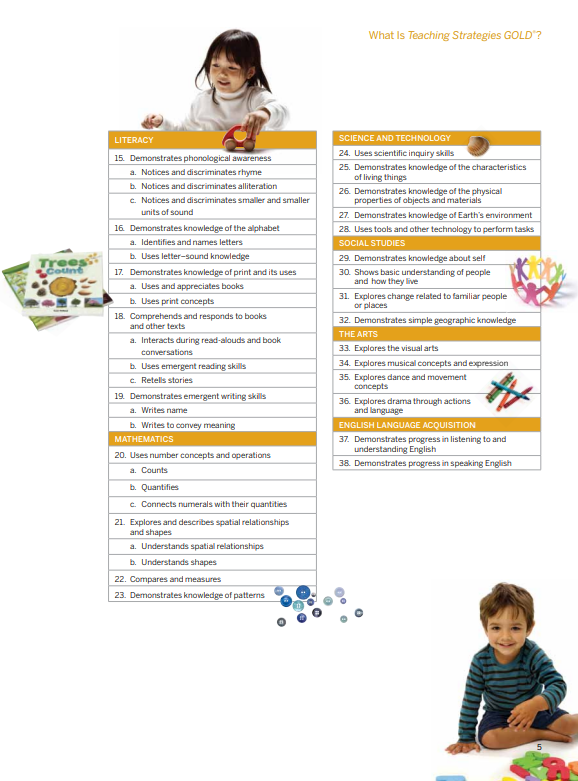 What Is Teaching Strategies GOLD®?
LITERACY
15. Demonstrates phonological awareness
a. Notices and discriminates rhyme
b. Notices and discriminates alliteration
c. Notices and discriminates smaller and smaller
units of sound
16. Demonstrates knowledge of the alphabet
a. Identifies and names letters
b. Uses letter–sound knowledge
17. Demonstrates knowledge of print and its uses
a. Uses and appreciates books
b. Uses print concepts
18. Comprehends and responds to books
and other texts
a. Interacts during read-alouds and book
conversations
b. Uses emergent reading skills
c. Retells stories
19. Demonstrates emergent writing skills
a. Writes name
b. Writes to convey meaning
MATHEMATICS
20. Uses number concepts and operations
a. Counts
b. Quantifies
c. Connects numerals with their quantities
21. Explores and describes spatial relationships
and shapes
a. Understands spatial relationships
b. Understands shapes
22. Compares and measures
23. Demonstrates knowledge of patterns
SCIENCE AND TECHNOLOGY
24. Uses scientific inquiry skills
25. Demonstrates knowledge of the characteristics
of living things
26. Demonstrates knowledge of the physical
properties of objects and materials
27. Demonstrates knowledge of Earth's environment
28. Uses tools and other technology to perform tasks
SOCIAL STUDIES
29. Demonstrates knowledge about self
30. Shows basic understanding of people
and how they live
31. Explores change related to familiar people
or places
32. Demonstrates simple geographic knowledge
THE ARTS
33. Explores the visual arts
34. Explores musical concepts and expression
35. Explores dance and movement
concepts
36. Explores drama through actions
and language
ENGLISH LANGUAGE ACQUISITION
37. Demonstrates progress in listening to and
understanding English
38. Demonstrates progress in speaking English
Trees
Count
5